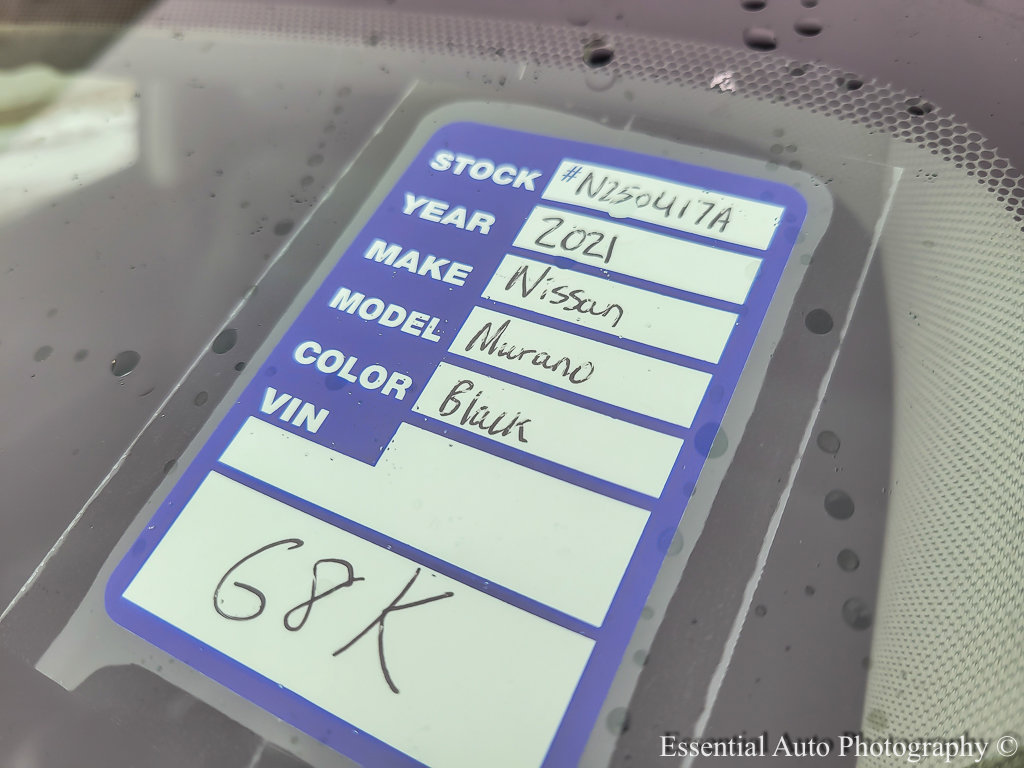 STOCK #N250417A
YEAR 2021
MAKE Nissan
MODEL Murano
COLOR Black
VIN
68K
Essential Auto Photography ©